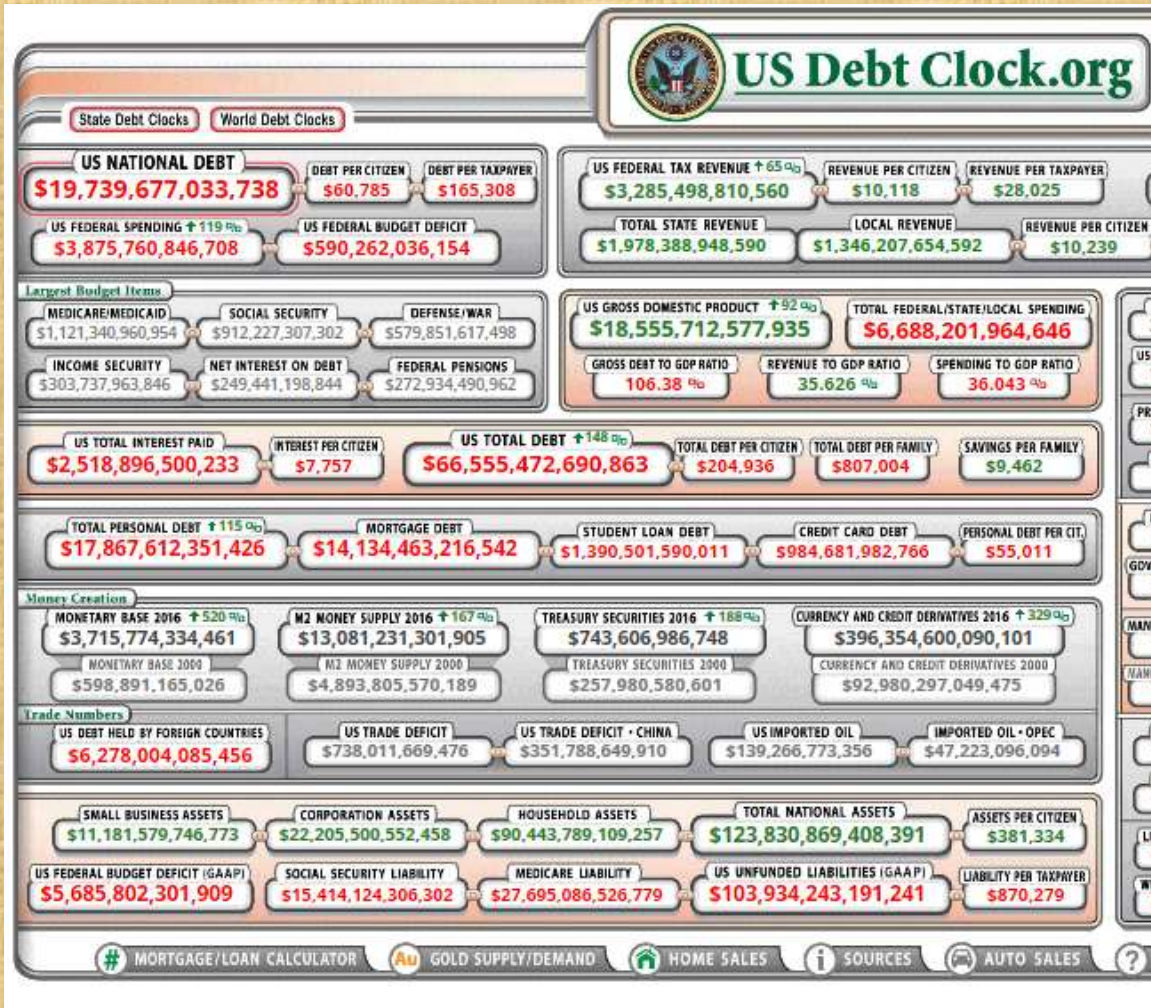 US Debt Clock.org
State Debt Clocks World Debt Clocks
US NATIONAL DEBT DEBT PER CITIZEN DEBT PER TAXPAYER
$19,739,677,033,738 $60,785 $165,308
US FEDERAL SPENDING ↑ 119 % US FEDERAL BUDGET DEFICIT
$3,875,760,846,708 $590,262,036,154
US FEDERAL TAX REVENUE ↑ 65 % REVENUE PER CITIZEN REVENUE PER TAXPAYER
$3,285,498,810,560 $10,118 $28,025
TOTAL STATE REVENUE LOCAL REVENUE REVENUE PER CITIZEN
$1,978,388,948,590 $1,346,207,654,592 $10,239
Largest Budget Items
MEDICARE/MEDICAID SOCIAL SECURITY DEFENSE/WAR
$1,121,340,960,954 $912,227,307,302 $579,851,617,498
INCOME SECURITY NET INTEREST ON DEBT FEDERAL PENSIONS
$303,737,963,846 $249,441,198,844 $272,934,490,962
US GROSS DOMESTIC PRODUCT ↑ 92 % TOTAL FEDERAL/STATE/LOCAL SPENDING
$18,555,712,577,935 $6,688,201,964,646
GROSS DEBT TO GDP RATIO REVENUE TO GDP RATIO SPENDING TO GDP RATIO
106.38 % 35.626 % 36.043 %
US TOTAL INTEREST PAID INTEREST PER CITIZEN US TOTAL DEBT ↑ 148 % TOTAL DEBT PER CITIZEN TOTAL DEBT PER FAMILY SAVINGS PER FAMILY
$2,518,896,500,233 $7,757 $66,555,472,690,863 $204,936 $807,004 $9,462
TOTAL PERSONAL DEBT ↑ 115 % MORTGAGE DEBT STUDENT LOAN DEBT CREDIT CARD DEBT PERSONAL DEBT PER CIT.
$17,867,612,351,426 $14,134,463,216,542 $1,390,501,590,011 $984,681,982,766 $55,011
Money Creation
MONETARY BASE 2016 ↑ 520 % M2 MONEY SUPPLY 2016 ↑ 167 % TREASURY SECURITIES 2016 ↑ 188 % CURRENCY AND CREDIT DERIVATIVES 2016 ↑ 329 %
$3,715,774,334,461 $13,081,231,301,905 $743,606,986,748 $396,354,600,090,101
MONETARY BASE 2000 M2 MONEY SUPPLY 2000 TREASURY SECURITIES 2000 CURRENCY AND CREDIT DERIVATIVES 2000
$598,891,165,026 $4,893,805,570,189 $257,980,580,601 $92,980,297,049,475
Trade Numbers
US DEBT HELD BY FOREIGN COUNTRIES US TRADE DEFICIT US TRADE DEFICIT · CHINA US IMPORTED OIL IMPORTED OIL · OPEC
$6,278,004,085,456 $738,011,669,476 $351,788,649,910 $139,266,773,356 $47,223,096,094
SMALL BUSINESS ASSETS CORPORATION ASSETS HOUSEHOLD ASSETS TOTAL NATIONAL ASSETS ASSETS PER CITIZEN
$11,181,579,746,773 $22,205,500,552,458 $90,443,789,109,257 $123,830,869,408,391 $381,334
US FEDERAL BUDGET DEFICIT (GAAP) SOCIAL SECURITY LIABILITY MEDICARE LIABILITY US UNFUNDED LIABILITIES (GAAP) LIABILITY PER TAXPAYER
$5,685,802,301,909 $15,414,124,306,302 $27,695,086,526,779 $103,934,243,191,241 $870,279
# MORTGAGE/LOAN CALCULATOR Au GOLD SUPPLY/DEMAND HOME SALES i SOURCES AUTO SALES ?